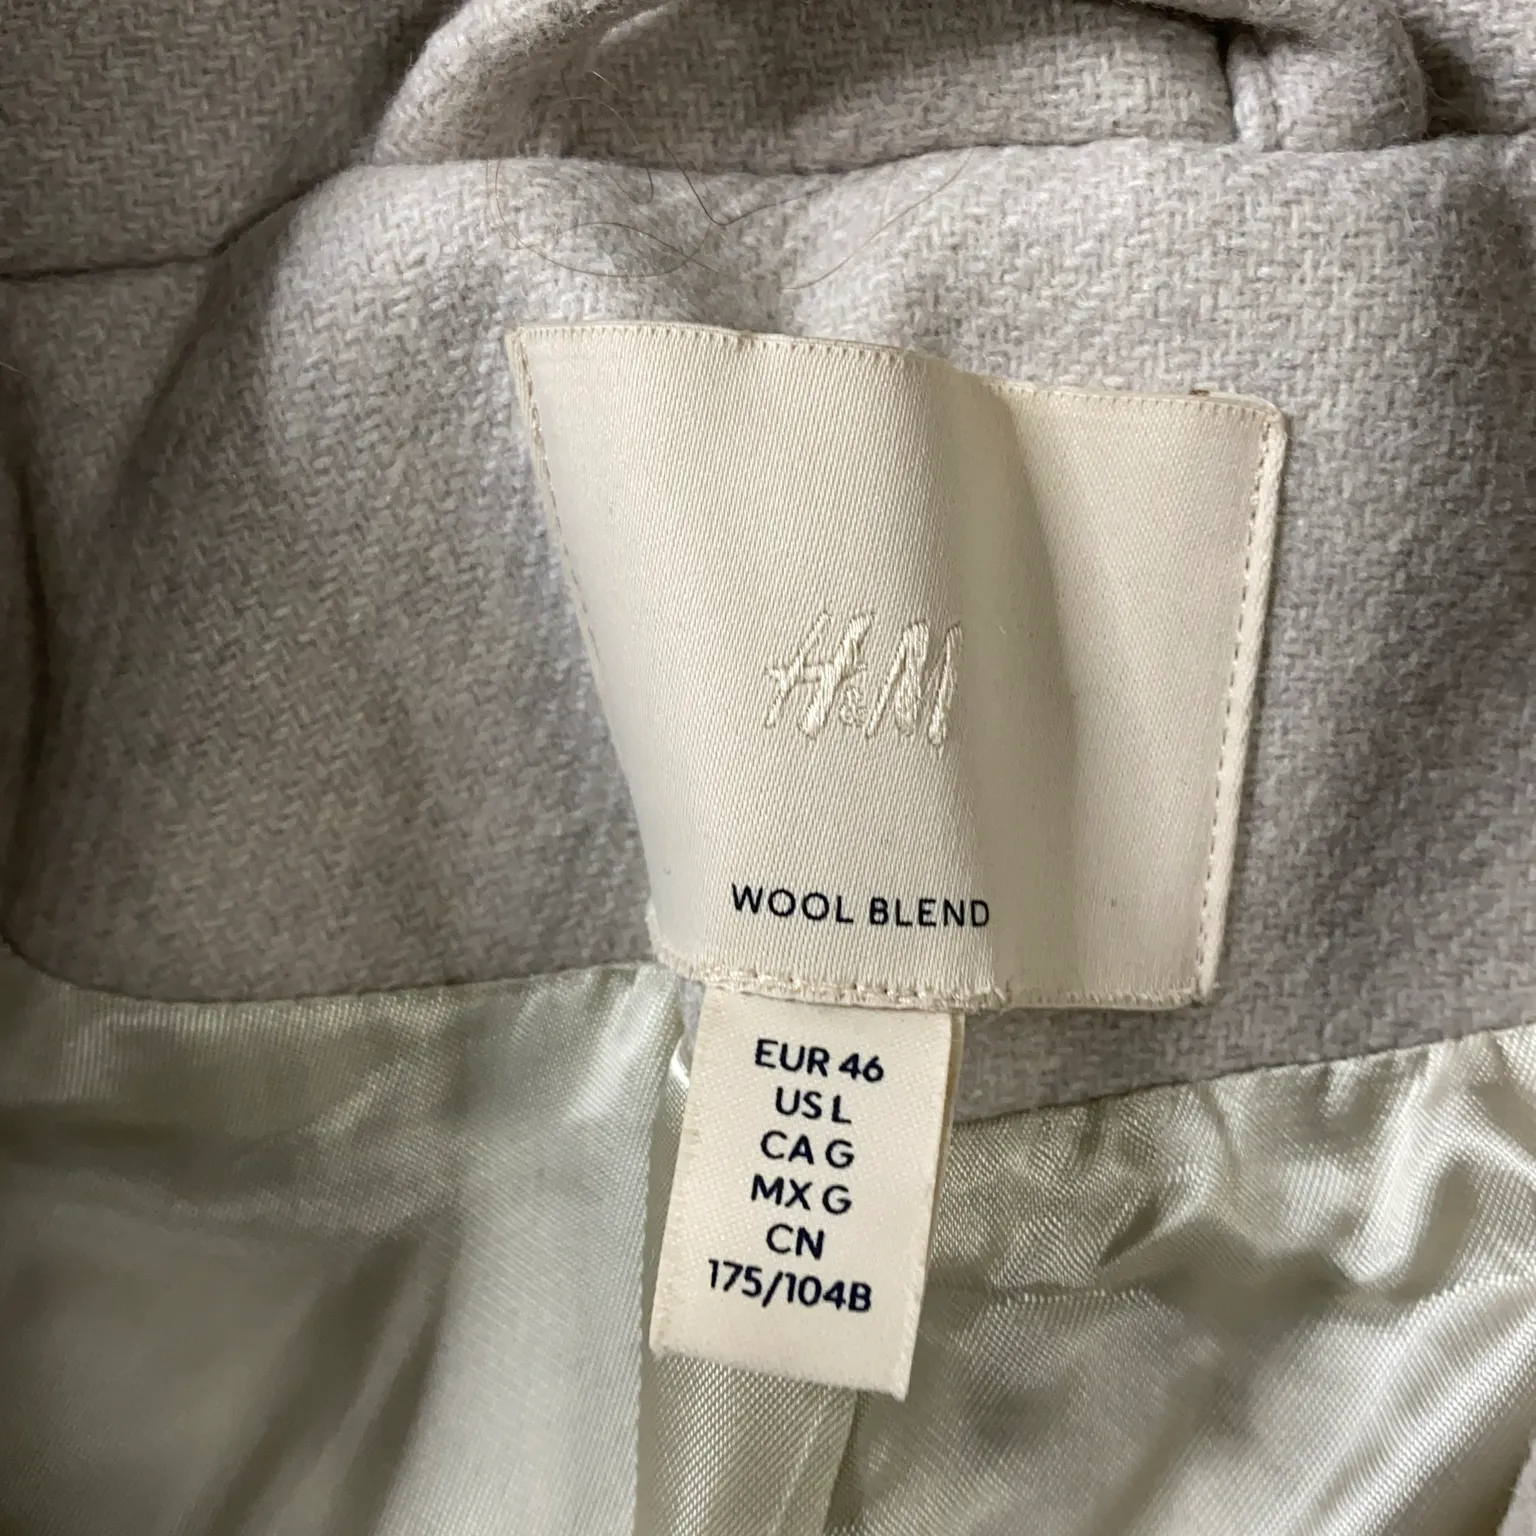 H&M
WOOL BLEND
EUR 46
US L
CA G
MX G
CN
175/104B